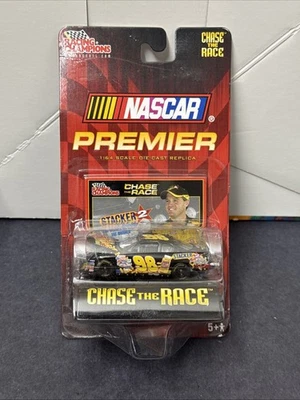 RACING CHAMPIONS
CHASE THE RACE
NASCAR
PREMIER
1:64 SCALE DIE CAST REPLICA
CHASE THE RACE
STACKER 2
98
STACKER
CHASE THE RACE
5+